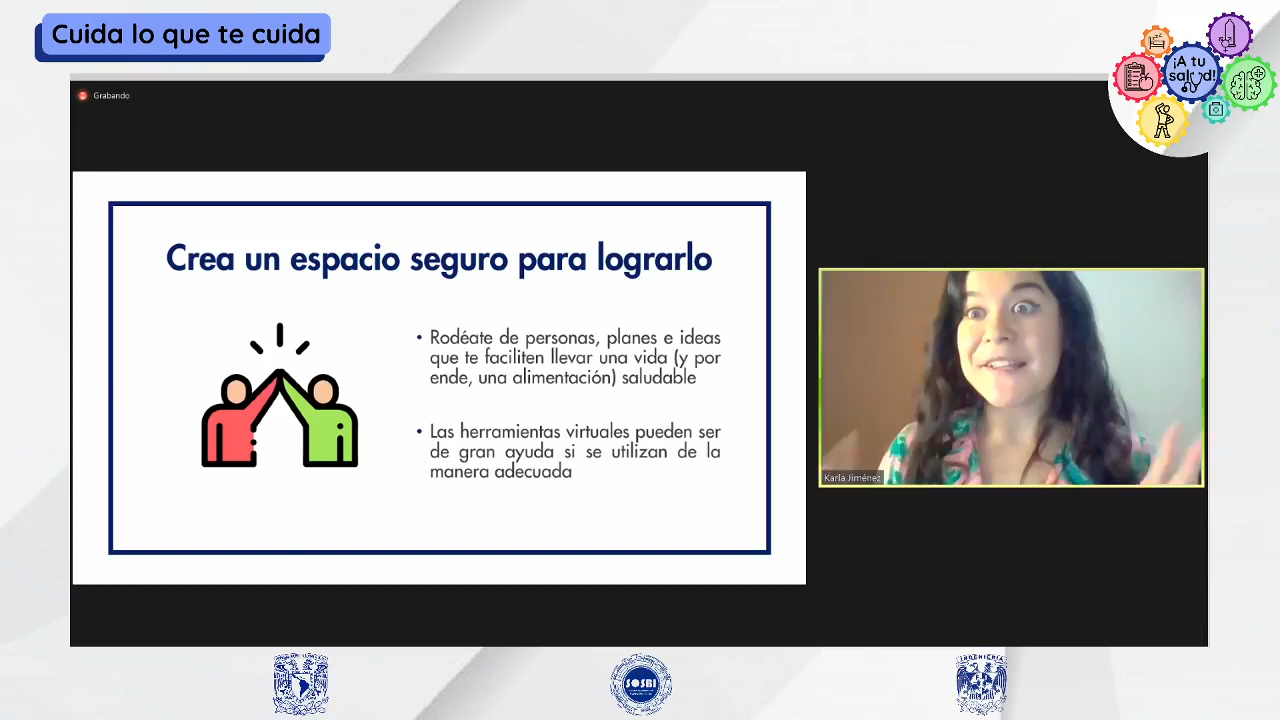 Cuida lo que te cuida
¡A tu
salud!
Grabando
Crea un espacio seguro para lograrlo
• Rodéate de personas, planes e ideas
que te faciliten llevar una vida (y por
ende, una alimentación) saludable
• Las herramientas virtuales pueden ser
de gran ayuda si se utilizan de la
manera adecuada
Karla Jiménez
SOSBI
INGENIERIA